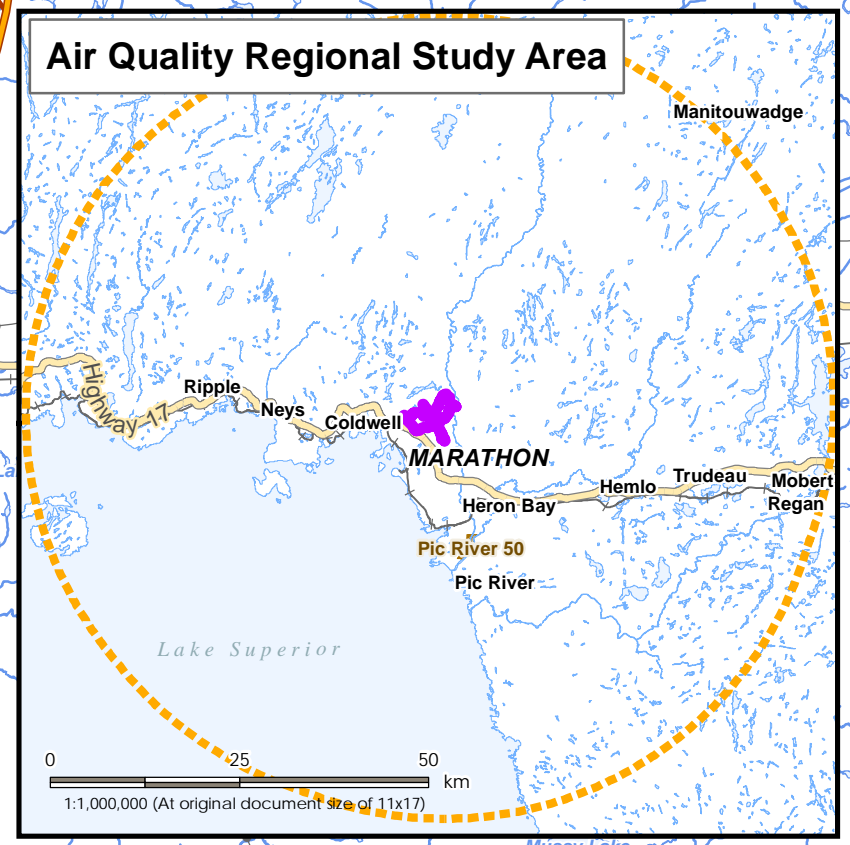 Air Quality Regional Study Area
Manitouwadge
Highway 17
Ripple
Neys
Coldwell
MARATHON
Trudeau
Mobert
Hemlo
Regan
Heron Bay
Pic River 50
Pic River
Lake Superior
0 25 50
km
1:1,000,000 (At original document size of 11x17)